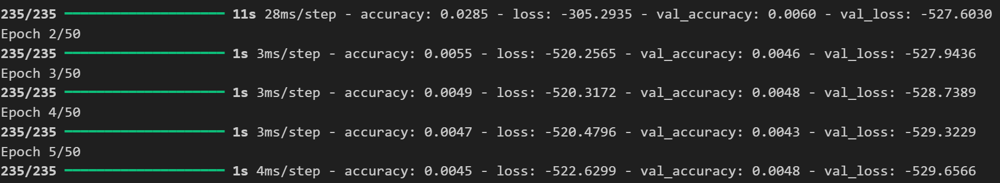 235/235 ━━━━━━━━━━━━━━━━━━━━ 11s 28ms/step - accuracy: 0.0285 - loss: -305.2935 - val_accuracy: 0.0060 - val_loss: -527.6030
Epoch 2/50
235/235 ━━━━━━━━━━━━━━━━━━━━ 1s 3ms/step - accuracy: 0.0055 - loss: -520.2565 - val_accuracy: 0.0046 - val_loss: -527.9436
Epoch 3/50
235/235 ━━━━━━━━━━━━━━━━━━━━ 1s 3ms/step - accuracy: 0.0049 - loss: -520.3172 - val_accuracy: 0.0048 - val_loss: -528.7389
Epoch 4/50
235/235 ━━━━━━━━━━━━━━━━━━━━ 1s 3ms/step - accuracy: 0.0047 - loss: -520.4796 - val_accuracy: 0.0043 - val_loss: -529.3229
Epoch 5/50
235/235 ━━━━━━━━━━━━━━━━━━━━ 1s 4ms/step - accuracy: 0.0045 - loss: -522.6299 - val_accuracy: 0.0048 - val_loss: -529.6566